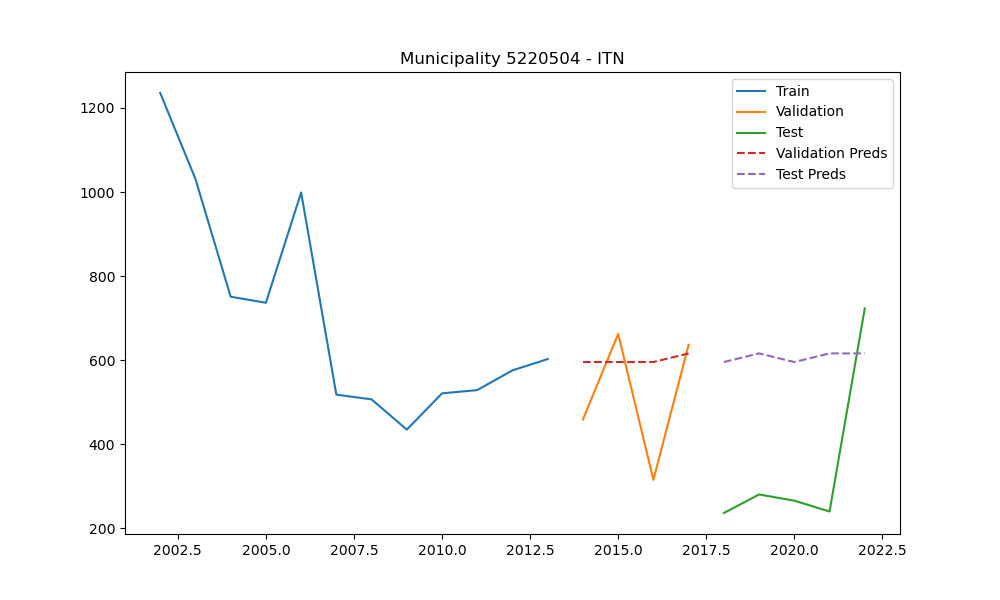 Municipality 5220504 - ITN
Train
Validation
Test
Validation Preds
Test Preds
1200
1000
800
600
400
200
2002.5 2005.0 2007.5 2010.0 2012.5 2015.0 2017.5 2020.0 2022.5